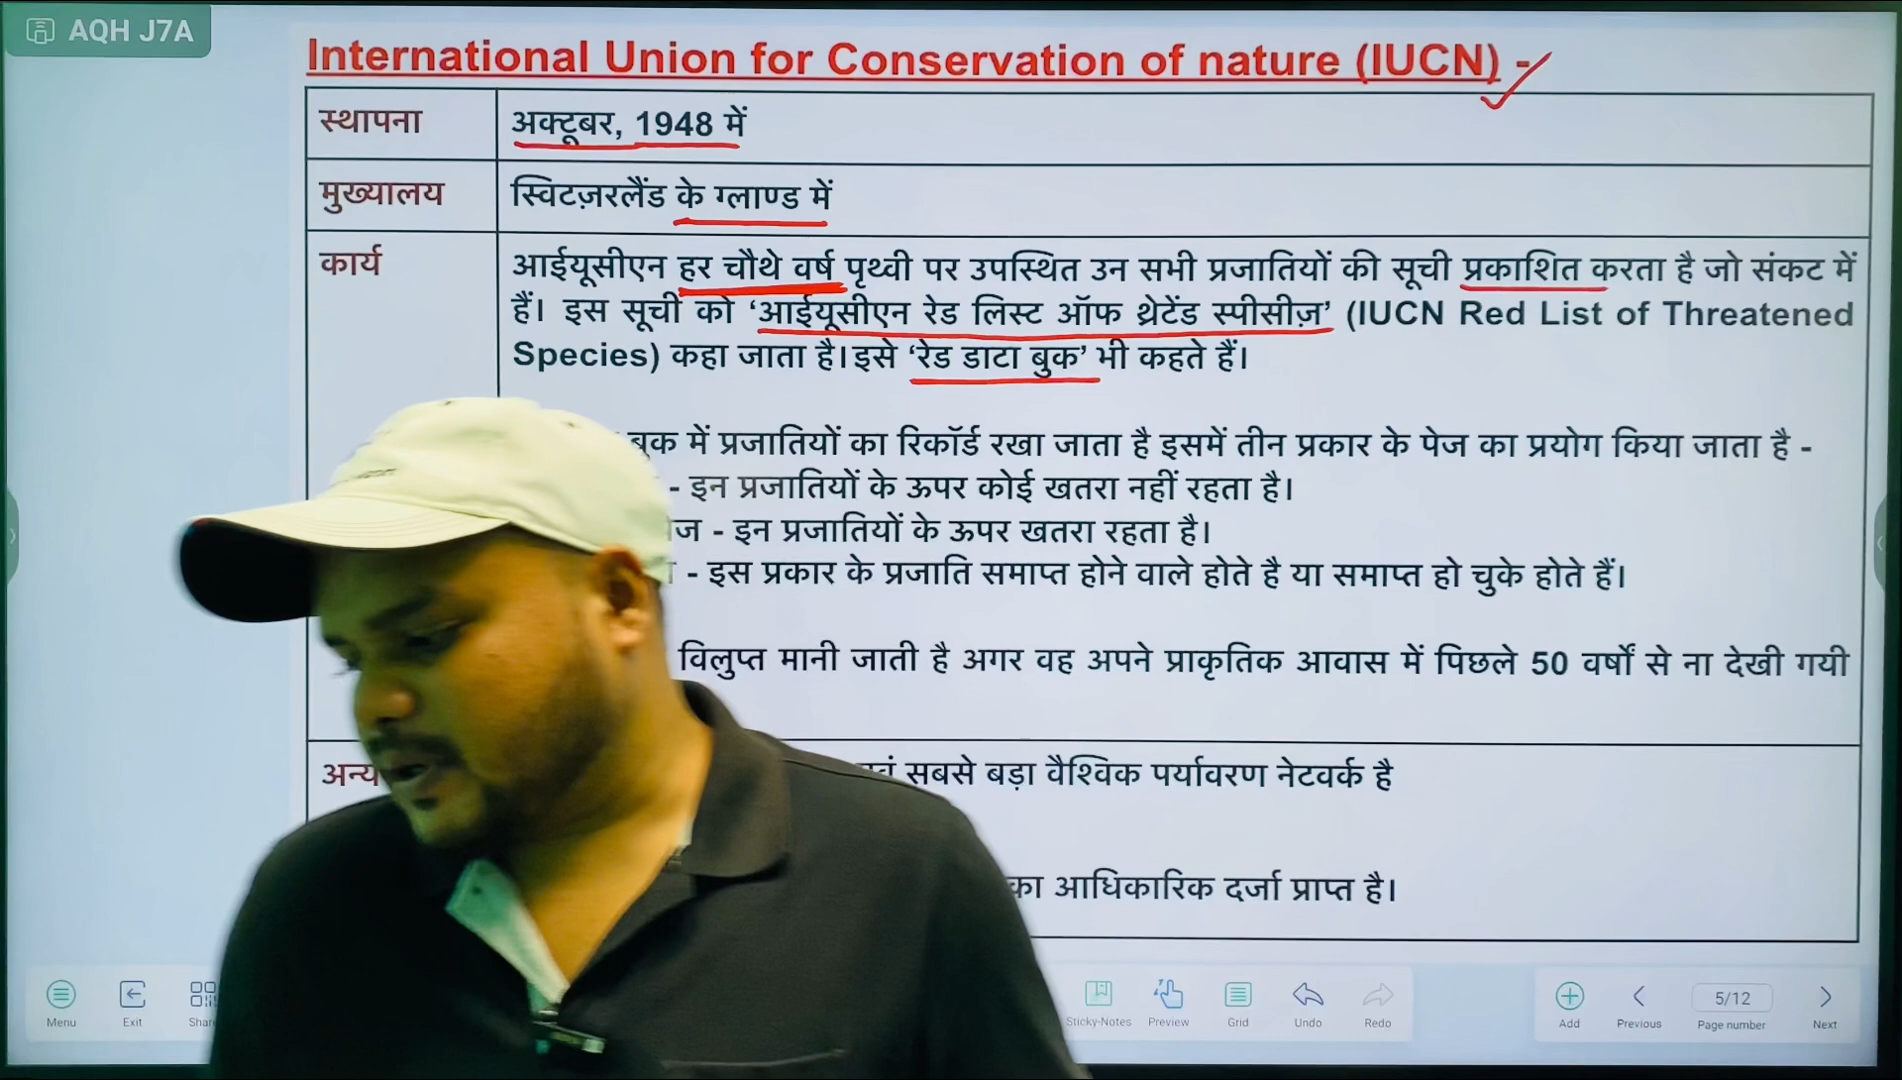 AQH J7A
International Union for Conservation of nature (IUCN) -
स्थापना
अक्टूबर, 1948 में
मुख्यालय
स्विटज़रलैंड के ग्लाण्ड में
कार्य
आईयूसीएन हर चौथे वर्ष पृथ्वी पर उपस्थित उन सभी प्रजातियों की सूची प्रकाशित करता है जो संकट में
हैं। इस सूची को ‘आईयूसीएन रेड लिस्ट ऑफ थ्रेटेंड स्पीसीज़’ (IUCN Red List of Threatened
Species) कहा जाता है। इसे ‘रेड डाटा बुक’ भी कहते हैं।
बुक में प्रजातियों का रिकॉर्ड रखा जाता है इसमें तीन प्रकार के पेज का प्रयोग किया जाता है -
- इन प्रजातियों के ऊपर कोई खतरा नहीं रहता है।
- इन प्रजातियों के ऊपर खतरा रहता है।
- इस प्रकार के प्रजाति समाप्त होने वाले होते है या समाप्त हो चुके होते हैं।
विलुप्त मानी जाती है अगर वह अपने प्राकृतिक आवास में पिछले 50 वर्षों से ना देखी गयी
अन्य
सबसे बड़ा वैश्विक पर्यावरण नेटवर्क है
का आधिकारिक दर्जा प्राप्त है।
Menu Exit Sticky-Notes Preview Grid Undo Redo Add Previous 5/12 Page number Next